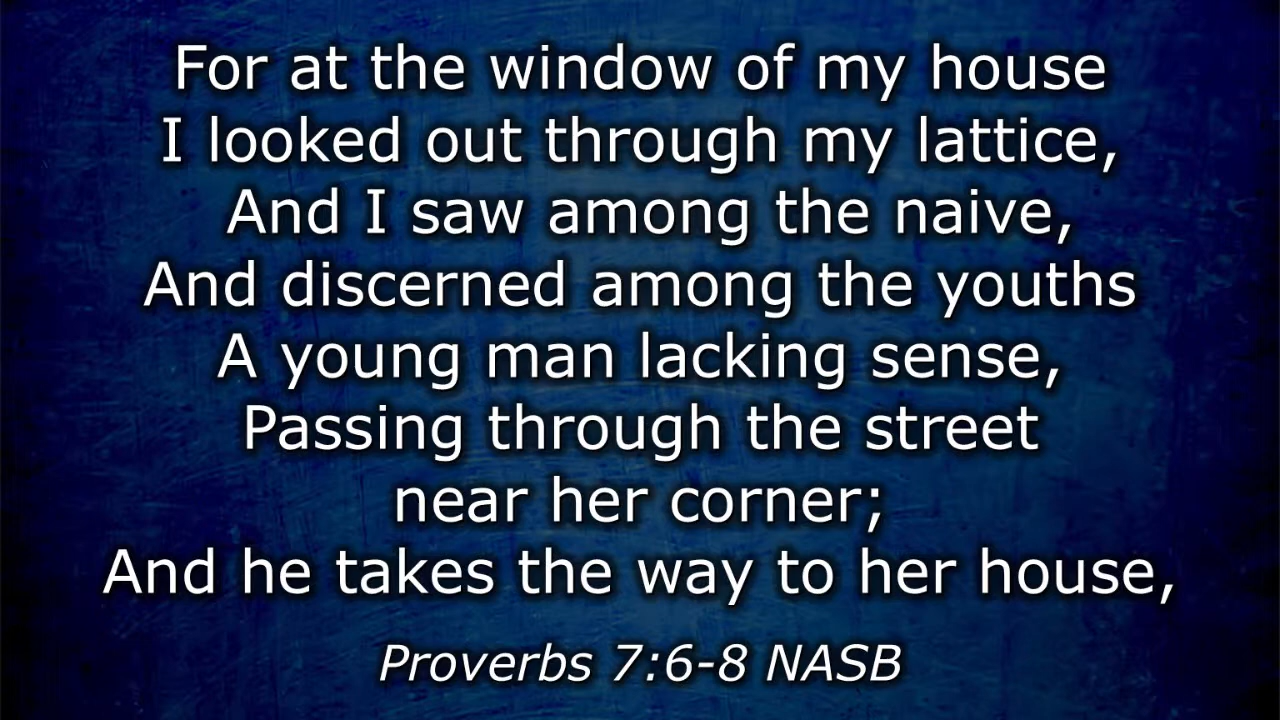 For at the window of my house
I looked out through my lattice,
And I saw among the naive,
And discerned among the youths
A young man lacking sense,
Passing through the street
near her corner;
And he takes the way to her house,
Proverbs 7:6-8 NASB